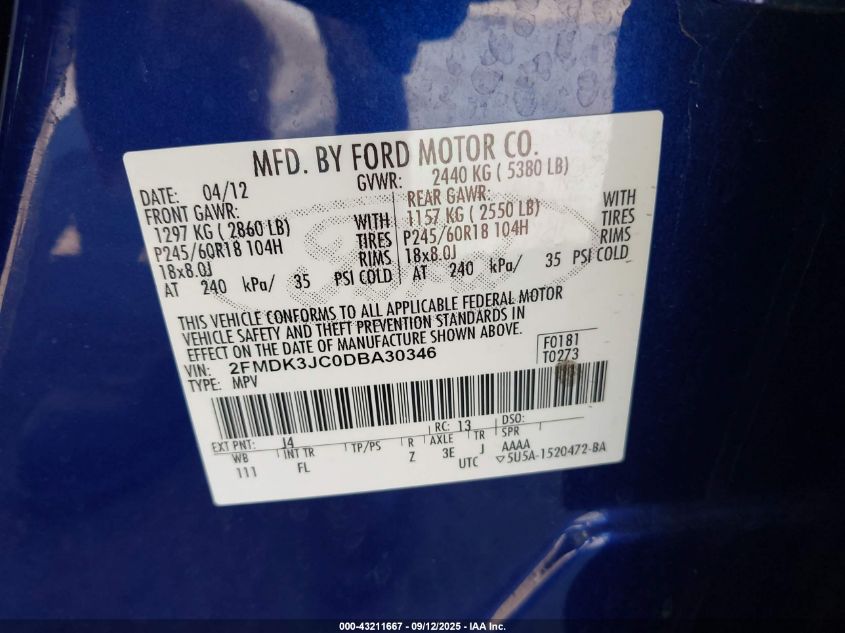 MFD. BY FORD MOTOR CO.
DATE: 04/12
GVWR: 2440 KG ( 5380 LB)
FRONT GAWR:
REAR GAWR:
1297 KG ( 2860 LB) WITH
1157 KG ( 2550 LB) WITH
P245/60R18 104H TIRES
P245/60R18 104H TIRES
18x8.0J RIMS
18x8.0J RIMS
AT 240 kPa/ 35 PSI COLD
AT 240 kPa/ 35 PSI COLD
THIS VEHICLE CONFORMS TO ALL APPLICABLE FEDERAL MOTOR
VEHICLE SAFETY AND THEFT PREVENTION STANDARDS IN
EFFECT ON THE DATE OF MANUFACTURE SHOWN ABOVE.
VIN: 2FMDK3JC0DBA30346
TYPE: MPV
F0181
T0273
EXT PNT: J4 RC: 13 DSO:
WB INT TR TP/PS R AXLE TR SPR
111 FL Z 3E J AAAA
UTC ▽5U5A-1520472-BA
000-43211667 - 09/12/2025 - IAA Inc.